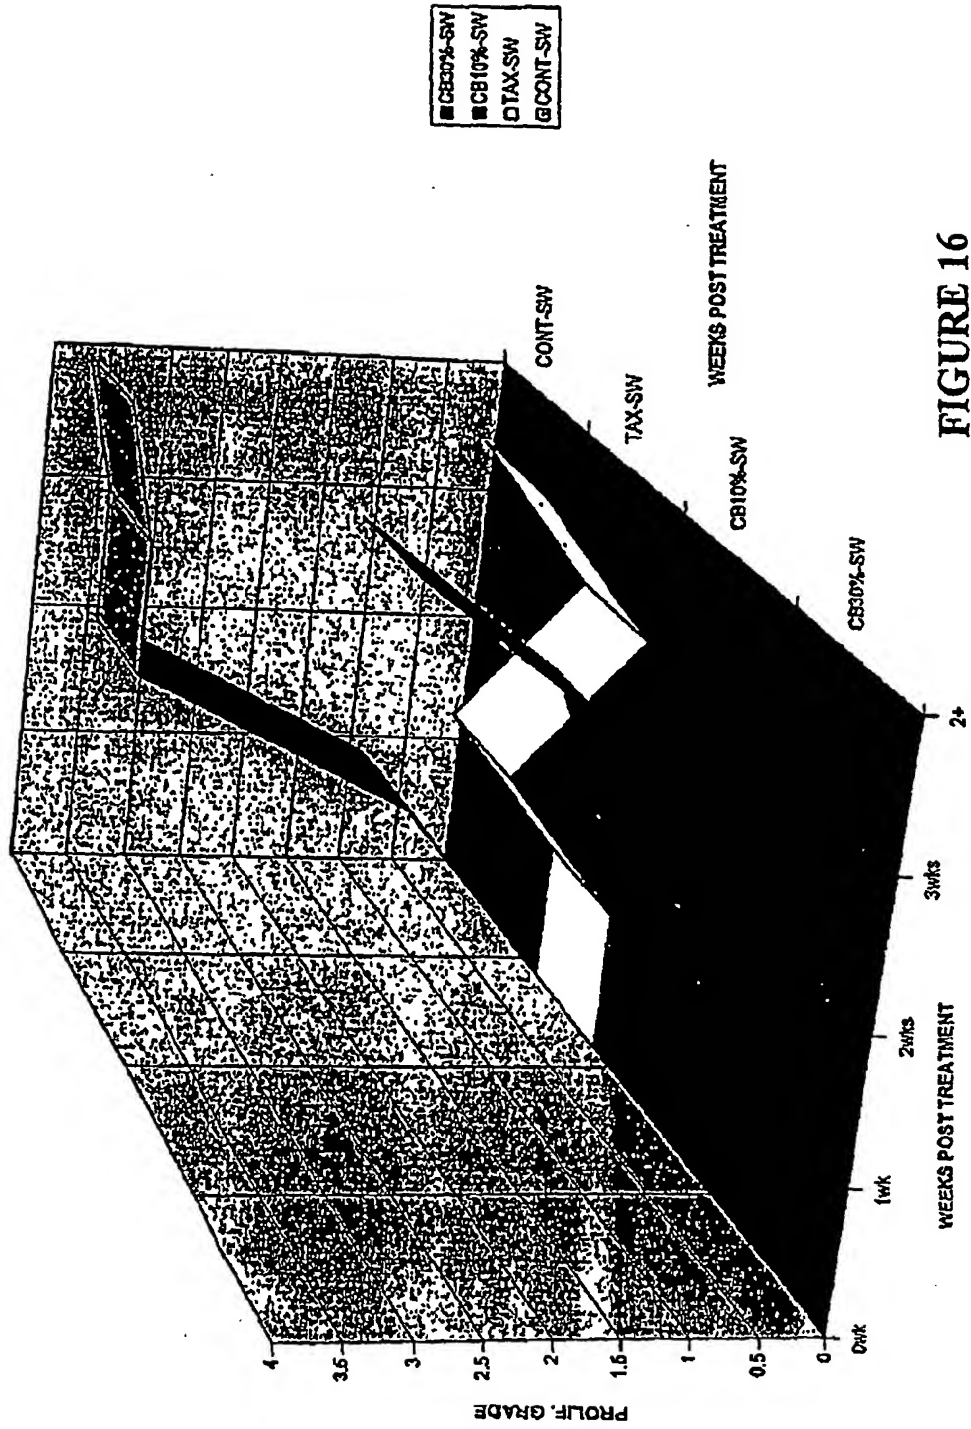 CB30%-SW
CB10%-SW
TAX-SW
CONT-SW
PROLIF. GRADE
4
3.5
3
2.5
2
1.5
1
0.5
0
0wk
1wk
2wks
3wks
2+
WEEKS POST TREATMENT
CONT-SW
TAX-SW
CB10%-SW
CB30%-SW
WEEKS POST TREATMENT
FIGURE 16